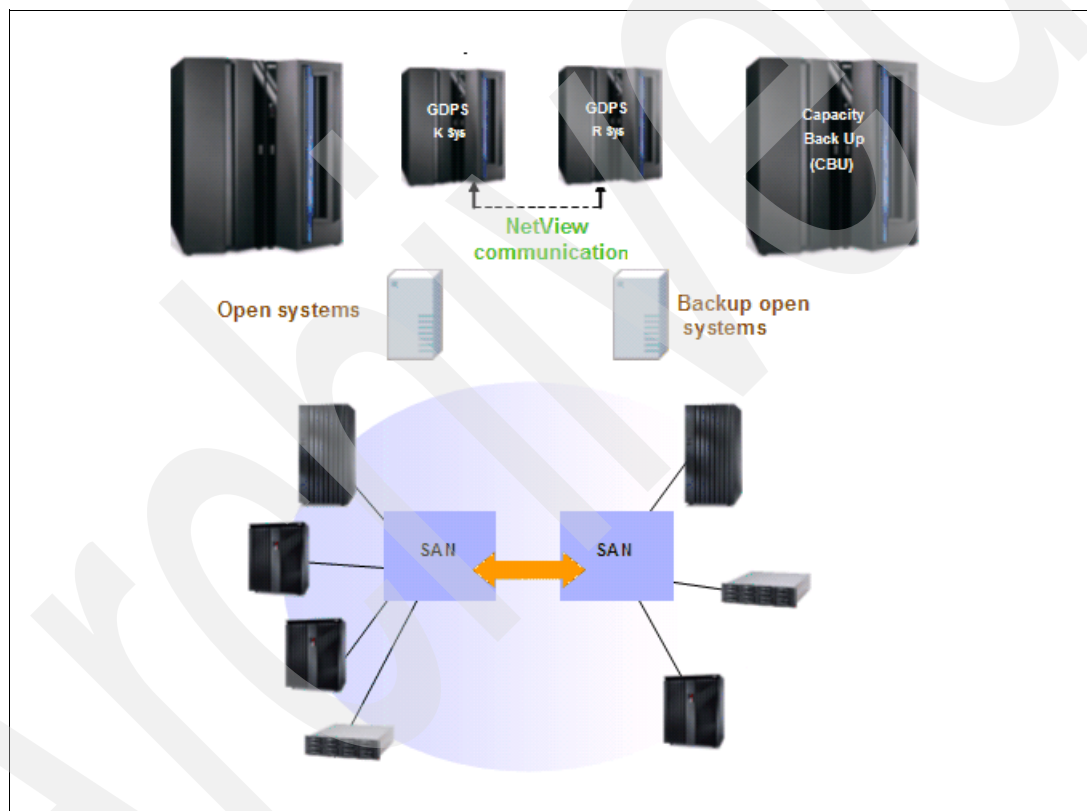 GDPS
K Sys
GDPS
R Sys
Capacity
Back Up
(CBU)
NetView
communication
Open systems
Backup open
systems
SAN
SAN